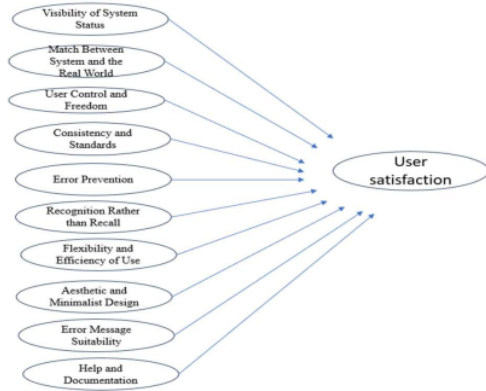 Visibility of System
Status
Match Between
System and the
Real World
User Control and
Freedom
Consistency and
Standards
Error Prevention
Recognition Rather
than Recall
Flexibility and
Efficiency of Use
Aesthetic and
Minimalist Design
Error Message
Suitability
Help and
Documentation
User
satisfaction